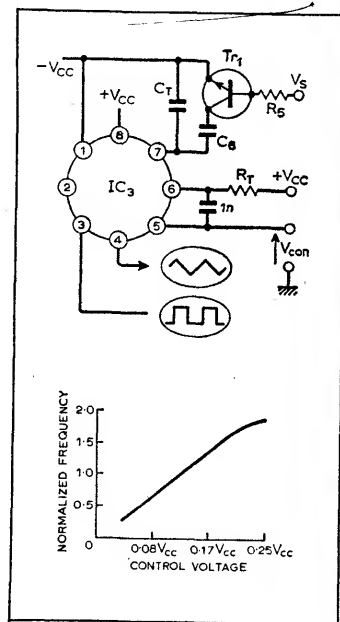 Tr₁
−VCC
CT
VS
R5
+VCC
C8
8
1
7
RT
+VCC
2
IC₃
6
1n
3
5
4
Vcon
NORMALIZED FREQUENCY
2·0
1·5
1·0
0·5
0
0·08VCC
0·17VCC
0·25VCC
CONTROL VOLTAGE